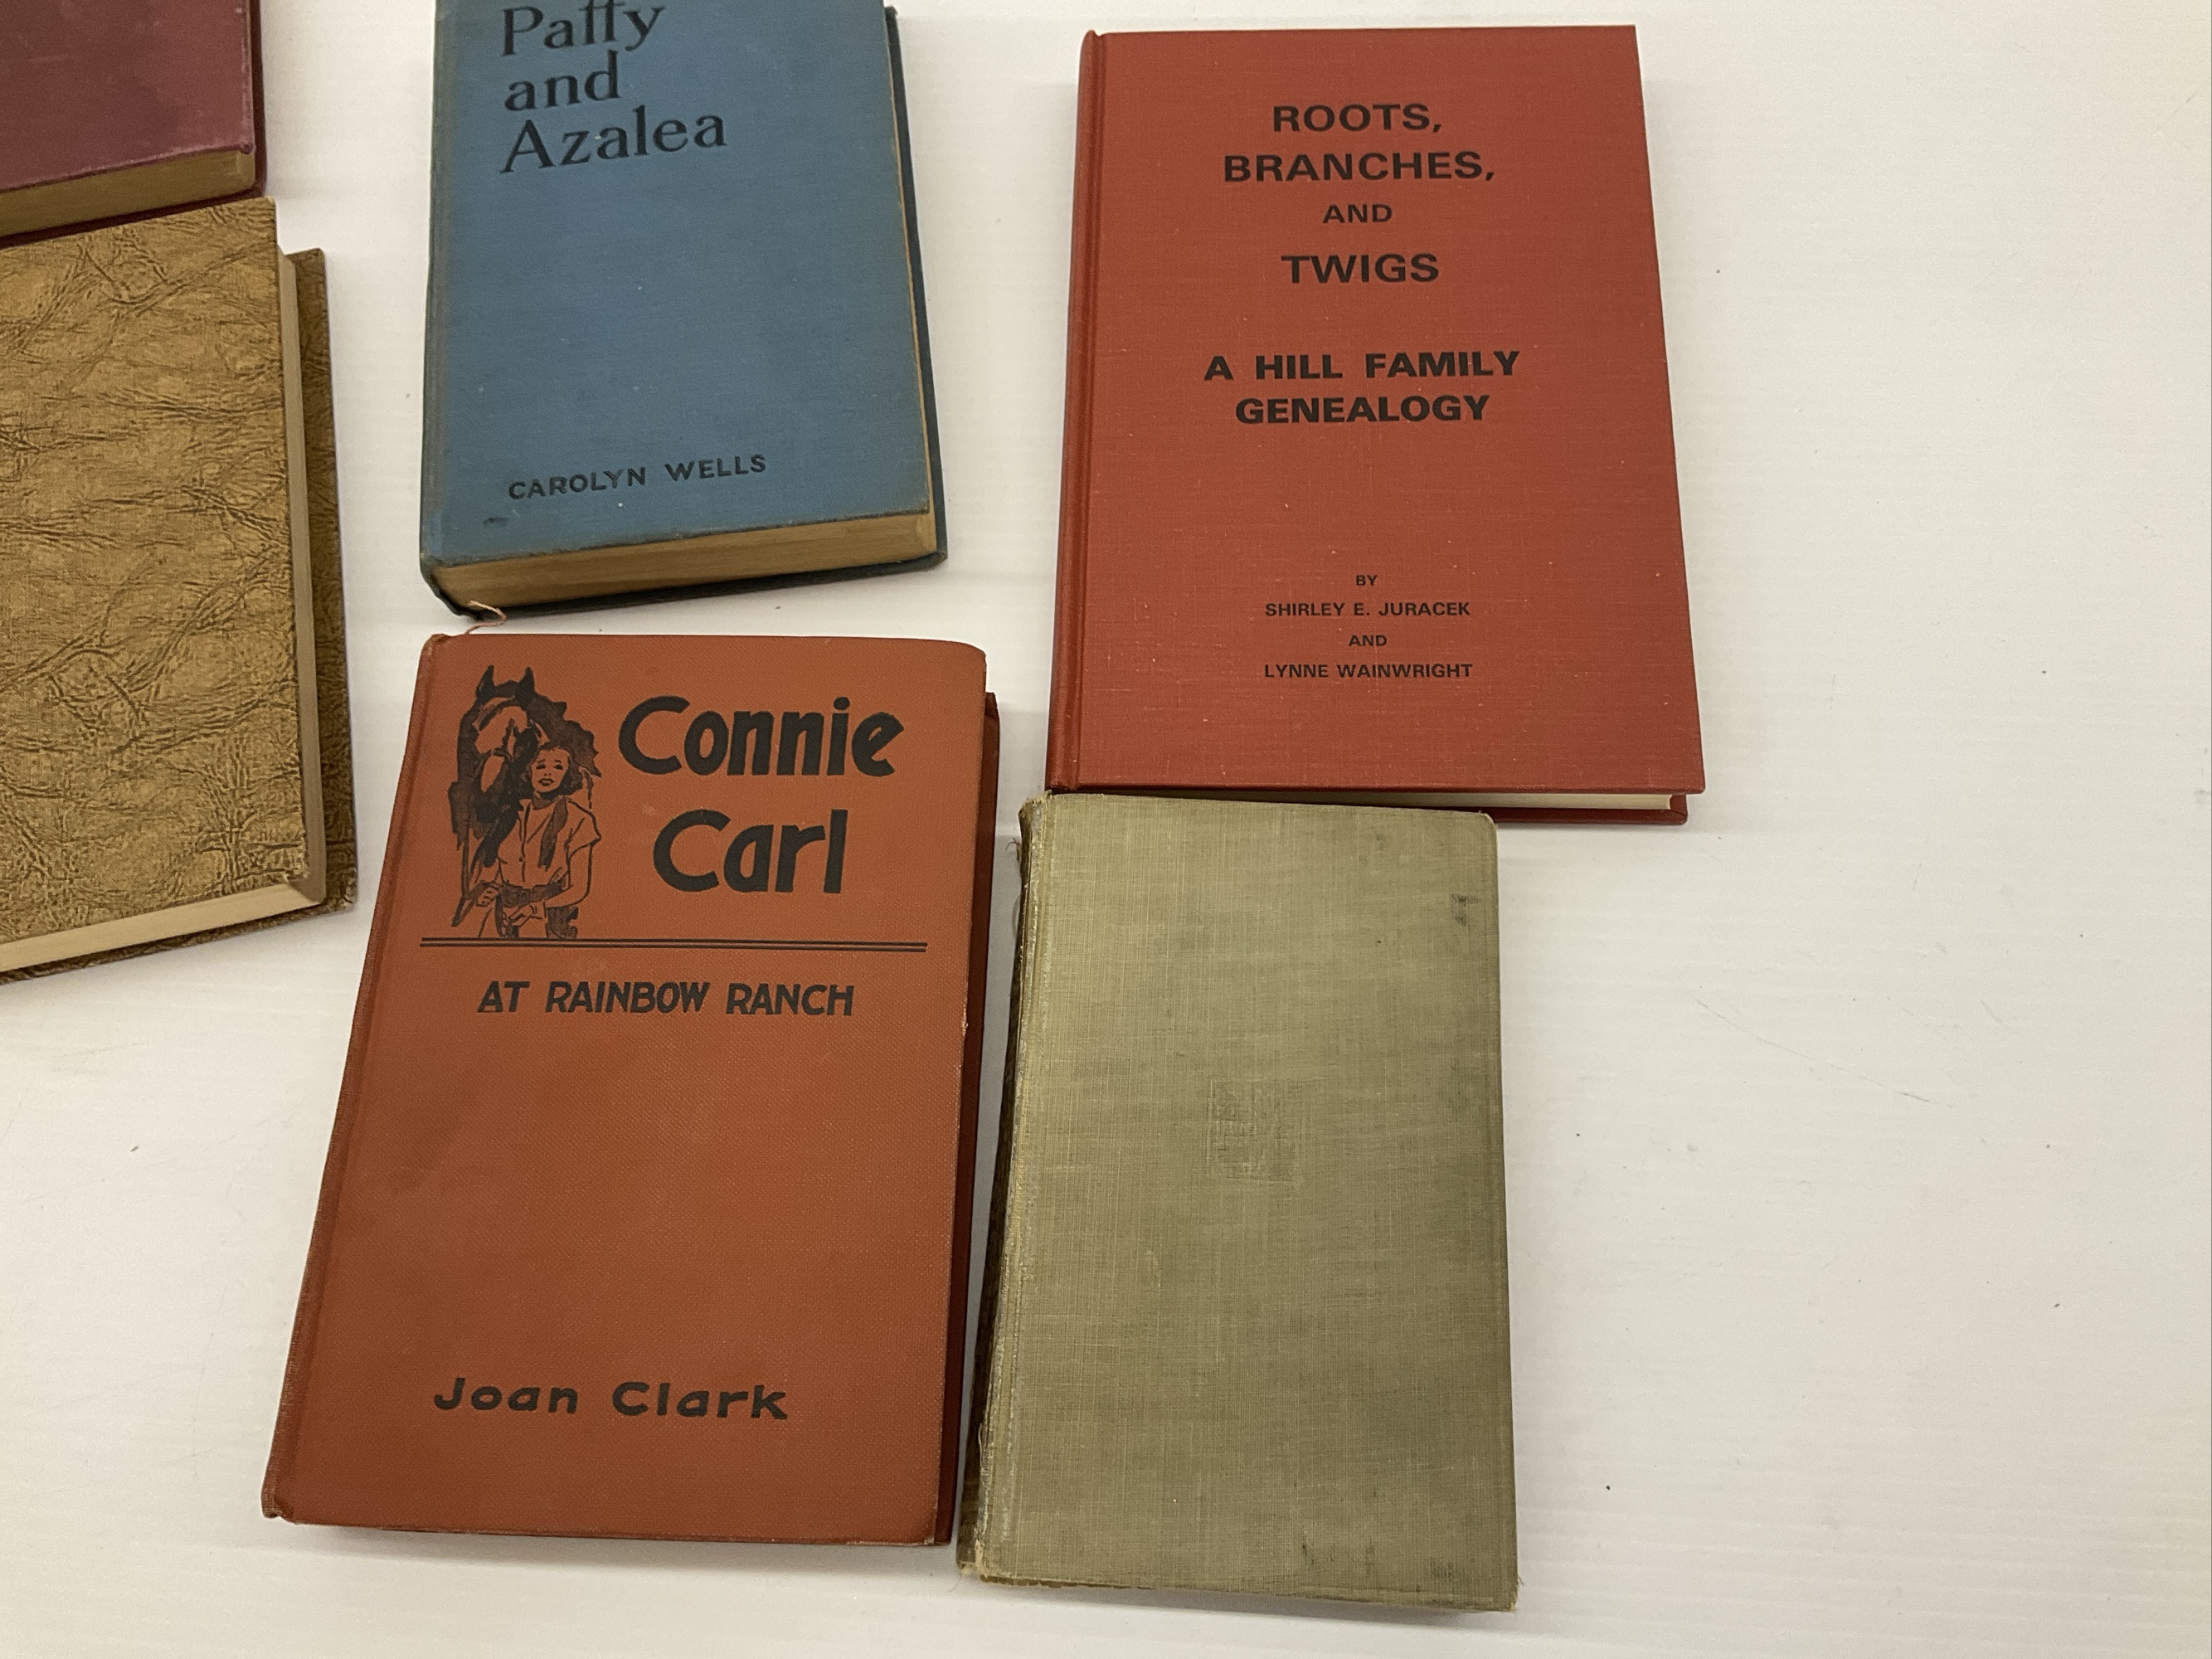 Patty
and
Azalea
CAROLYN WELLS
ROOTS,
BRANCHES,
AND
TWIGS
A HILL FAMILY
GENEALOGY
BY
SHIRLEY E. JURACEK
AND
LYNNE WAINWRIGHT
Connie
Carl
AT RAINBOW RANCH
Joan Clark